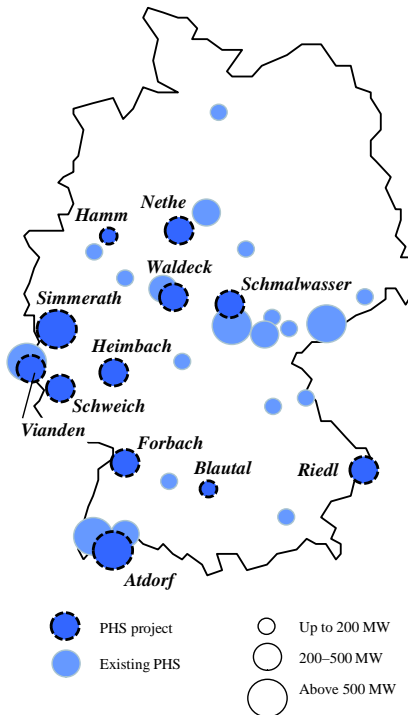 Nethe
Hamm
Waldeck
Schmalwasser
Simmerath
Heimbach
Schweich
Vianden
Forbach
Blautal
Riedl
Atdorf
PHS project
Existing PHS
Up to 200 MW
200–500 MW
Above 500 MW